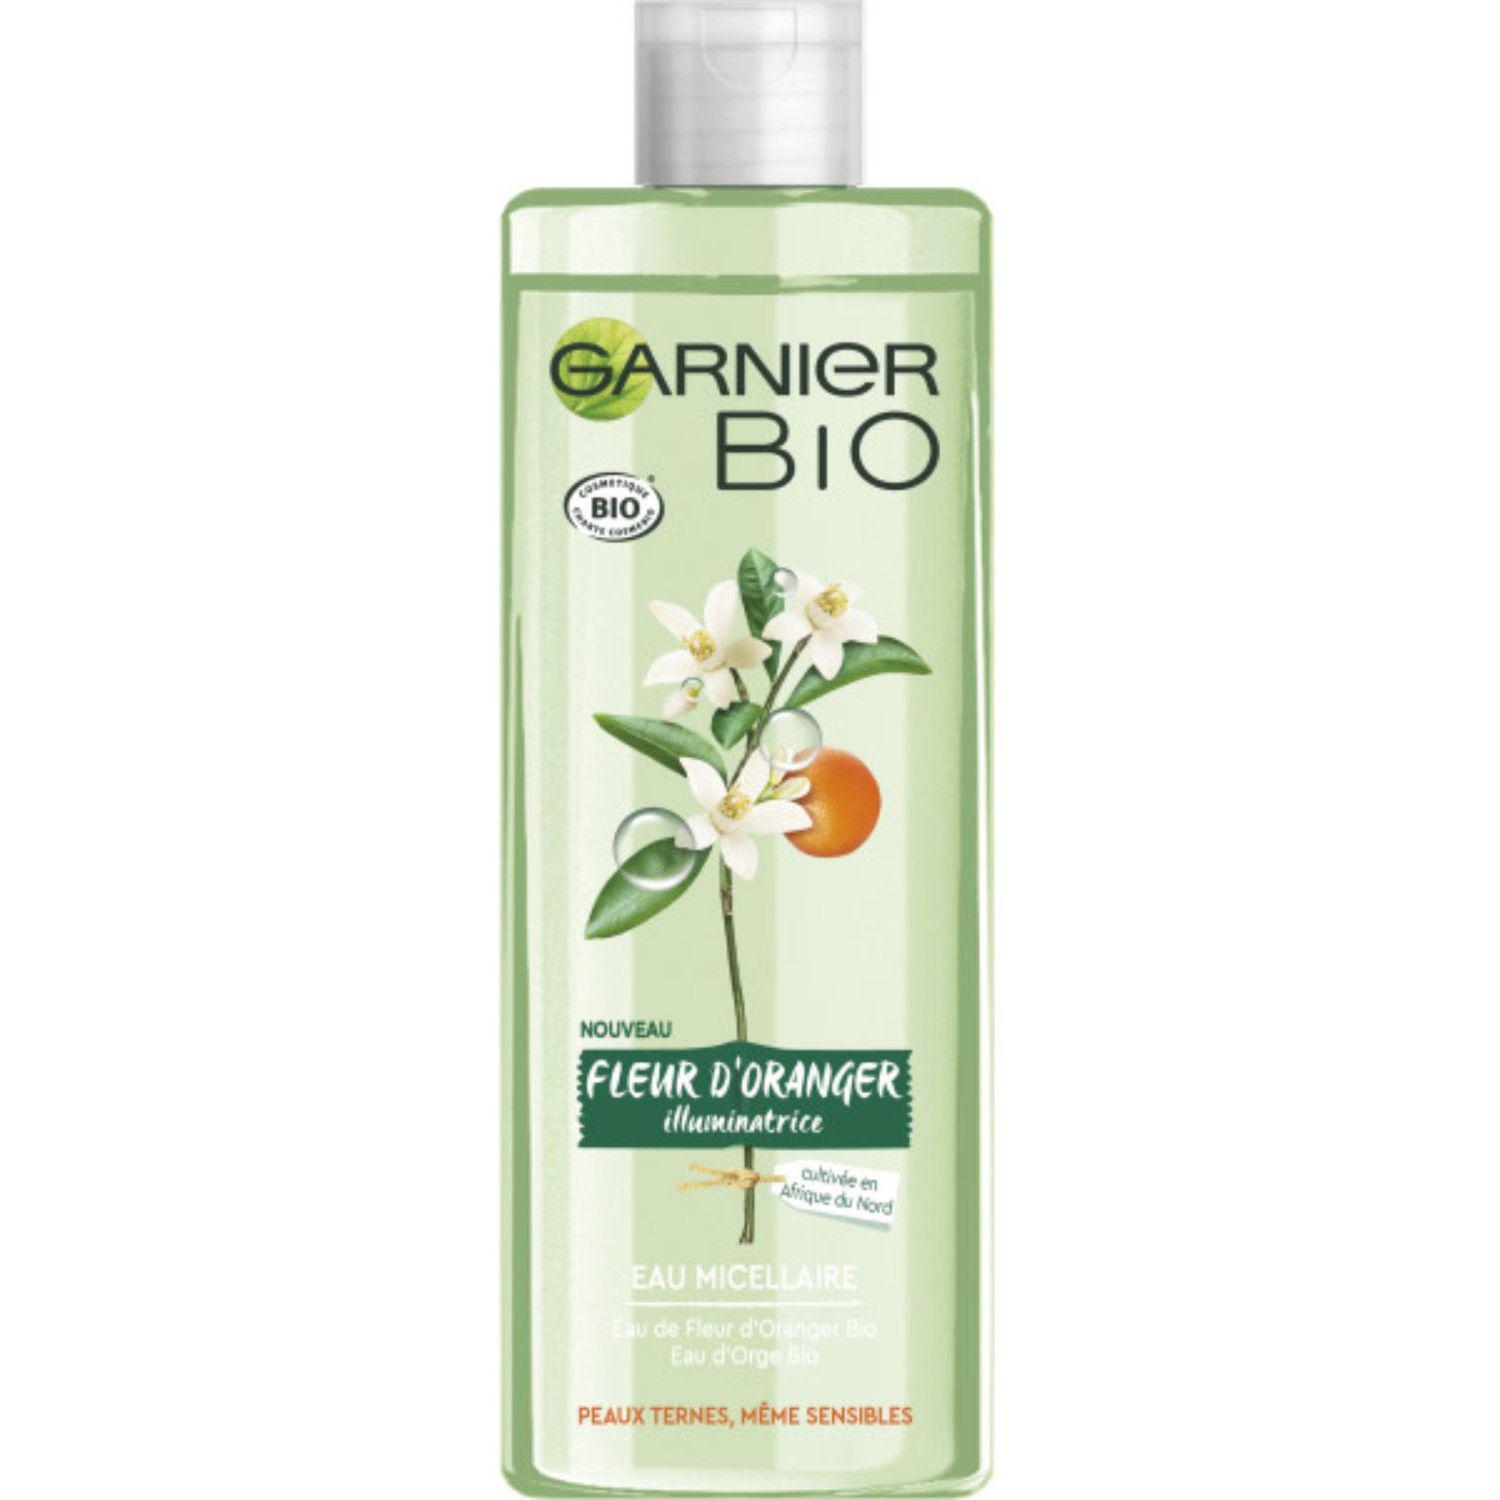 GARNIER
BIO
COSMETIQUE
BIO
CHARTE COSMEBIO
NOUVEAU
FLEUR D'ORANGER
illuminatrice
cultivée en
Afrique du Nord
EAU MICELLAIRE
Eau de Fleur d'Oranger Bio
Eau d'Orge Bio
PEAUX TERNES, MÊME SENSIBLES